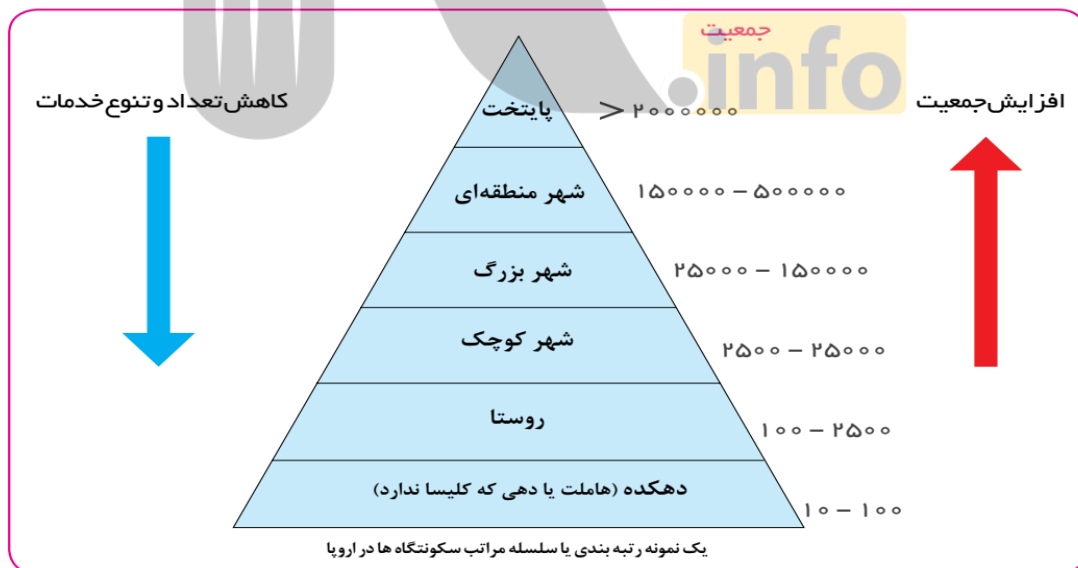 جمعیت
.info
کاهش تعداد و تنوع خدمات
افزایش جمعیت
پایتخت
> ۲۰۰۰۰۰۰
شهر منطقه‌ای
۱۵۰۰۰۰ – ۵۰۰۰۰۰
شهر بزرگ
۲۵۰۰۰ – ۱۵۰۰۰۰
شهر کوچک
۲۵۰۰ – ۲۵۰۰۰
روستا
۱۰۰ – ۲۵۰۰
دهکده (هاملت یا دهی که کلیسا ندارد)
۱۰ – ۱۰۰
یک نمونه رتبه بندی یا سلسله مراتب سکونتگاه ها در اروپا